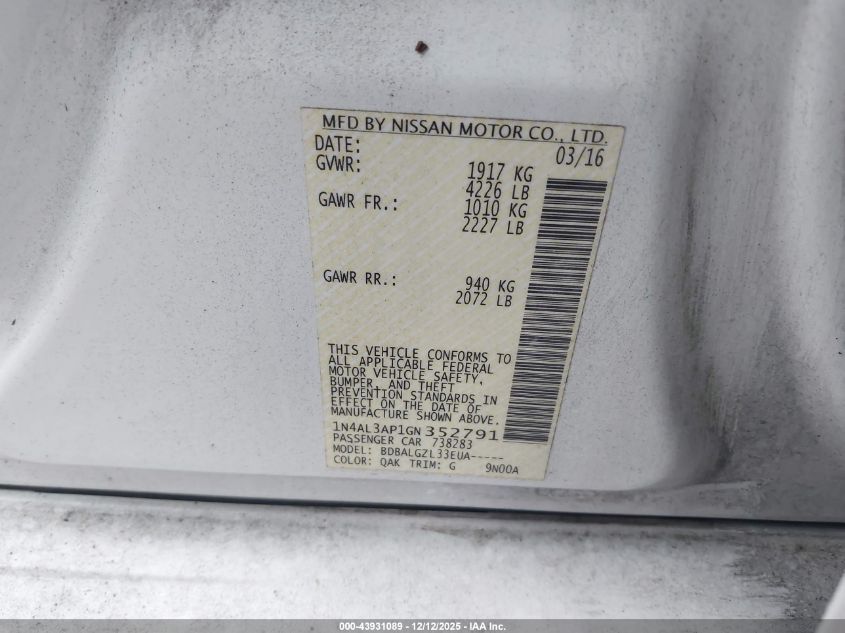 MFD BY NISSAN MOTOR CO., LTD.
DATE: 03/16
GVWR: 1917 KG
4226 LB
GAWR FR.: 1010 KG
2227 LB
GAWR RR.: 940 KG
2072 LB
THIS VEHICLE CONFORMS TO
ALL APPLICABLE FEDERAL
MOTOR VEHICLE SAFETY,
BUMPER, AND THEFT
PREVENTION STANDARDS IN
EFFECT ON THE DATE OF
MANUFACTURE SHOWN ABOVE.
1N4AL3AP1GN352791
PASSENGER CAR 738283
MODEL: BDBALGZL33EUA-----
COLOR: QAK TRIM: G 9N00A
000-43931089 - 12/12/2025 - IAA Inc.